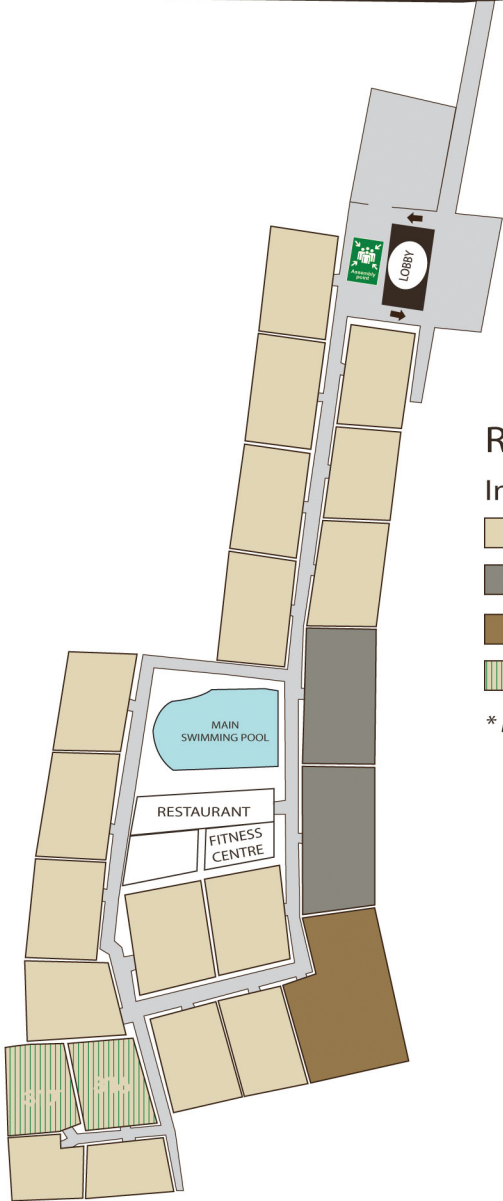 Assembly
point
LOBBY
R
In
* 
MAIN
SWIMMING POOL
RESTAURANT
FITNESS
CENTRE